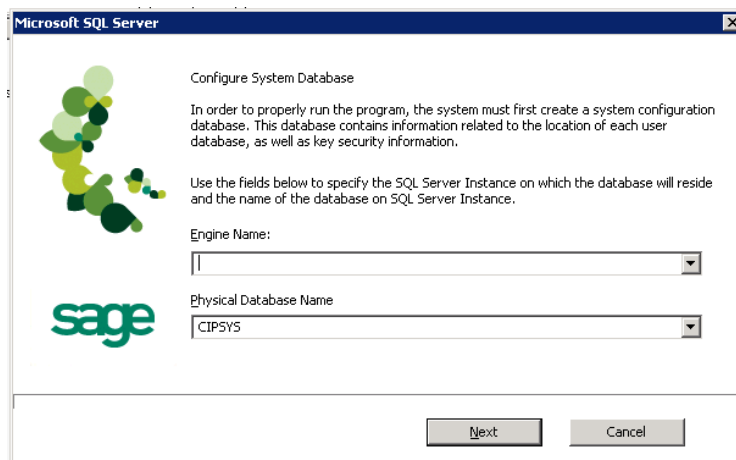 Microsoft SQL Server
Configure System Database
In order to properly run the program, the system must first create a system configuration
database. This database contains information related to the location of each user
database, as well as key security information.
Use the fields below to specify the SQL Server Instance on which the database will reside
and the name of the database on SQL Server Instance.
Engine Name:
Physical Database Name
CIPSYS
sage
Next
Cancel